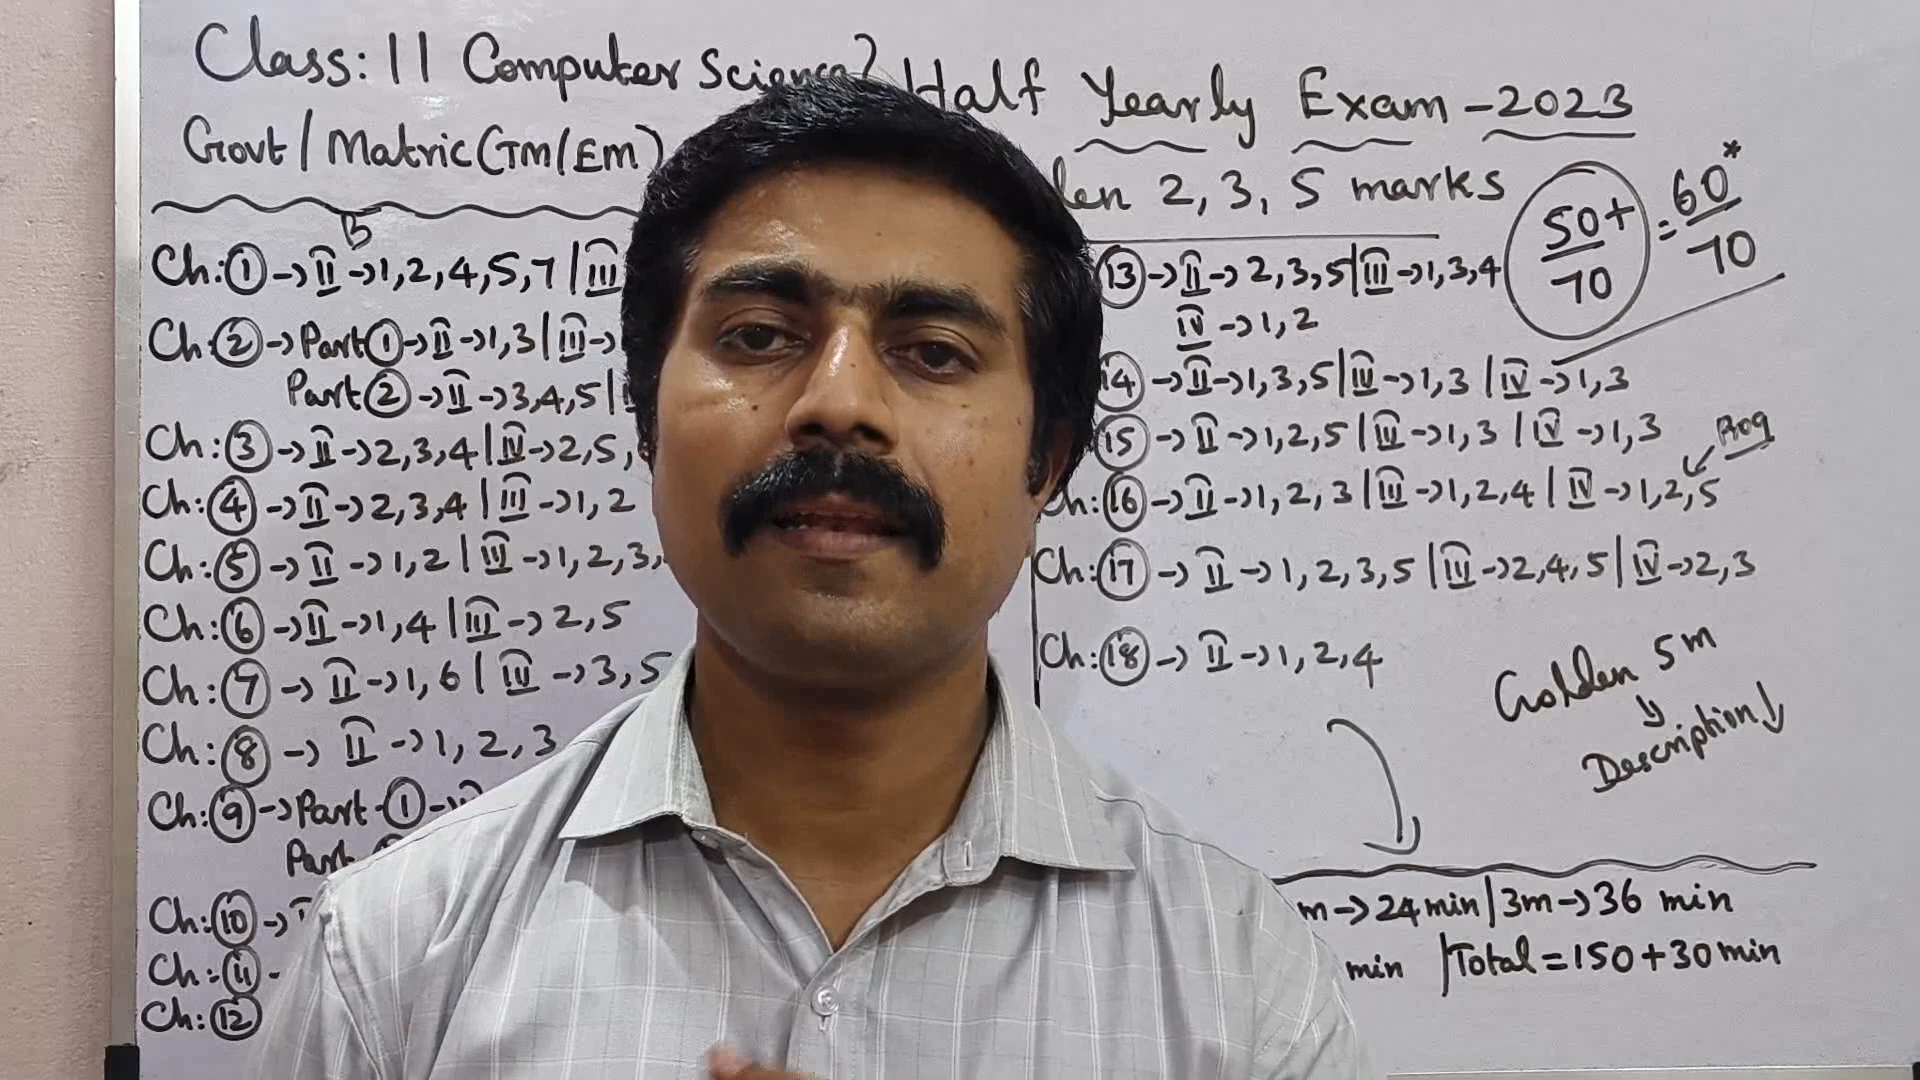 Class: 11 Computer Science
Half Yearly Exam - 2023
Govt / Matric (TM/EM)
2, 3, 5 marks
50+/70 = 60*/70
B
Ch: 1 → II → 1, 2, 4, 5, 7 | III
Ch: 2 → Part 1 → II → 1, 3 | III →
Part 2 → II → 3, 4, 5 |
Ch: 3 → II → 2, 3, 4 | IV → 2, 5,
Ch: 4 → II → 2, 3, 4 | III → 1, 2
Ch: 5 → II → 1, 2 | III → 1, 2, 3,
Ch: 6 → II → 1, 4 | III → 2, 5
Ch: 7 → II → 1, 6 | III → 3, 5
Ch: 8 → II → 1, 2, 3
Ch: 9 → Part - 1 →
Part
Ch: 10 →
Ch: 11 -
Ch: 12
13 → II → 2, 3, 5 | III → 1, 3, 4
IV → 1, 2
14 → II → 1, 3, 5 | III → 1, 3 | IV → 1, 3
15 → II → 1, 2, 5 | III → 1, 3 | IV → 1, 3
Prog
Ch: 16 → II → 1, 2, 3 | III → 1, 2, 4 | IV → 1, 2, 5
Ch: 17 → II → 1, 2, 3, 5 | III → 2, 4, 5 | IV → 2, 3
Ch: 18 → II → 1, 2, 4
Golden 5m
↓
Description ↓
m → 24 min / 3m → 36 min
min / Total = 150 + 30 min